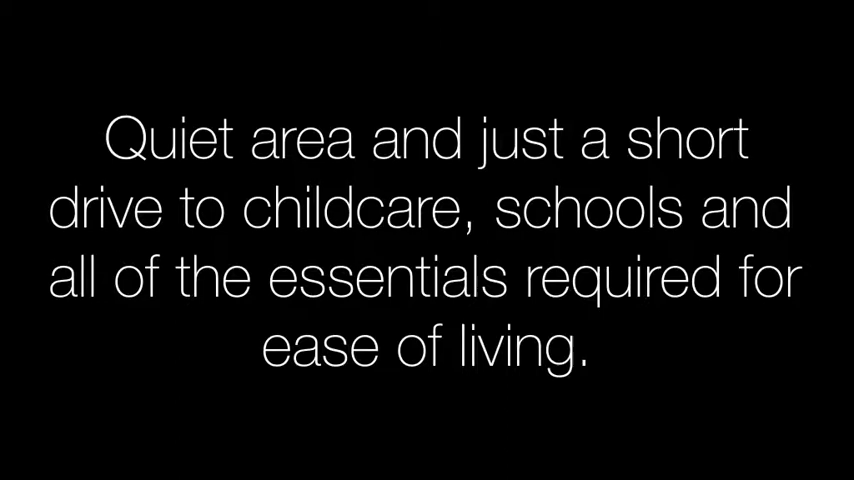 Quiet area and just a short
drive to childcare, schools and
all of the essentials required for
ease of living.